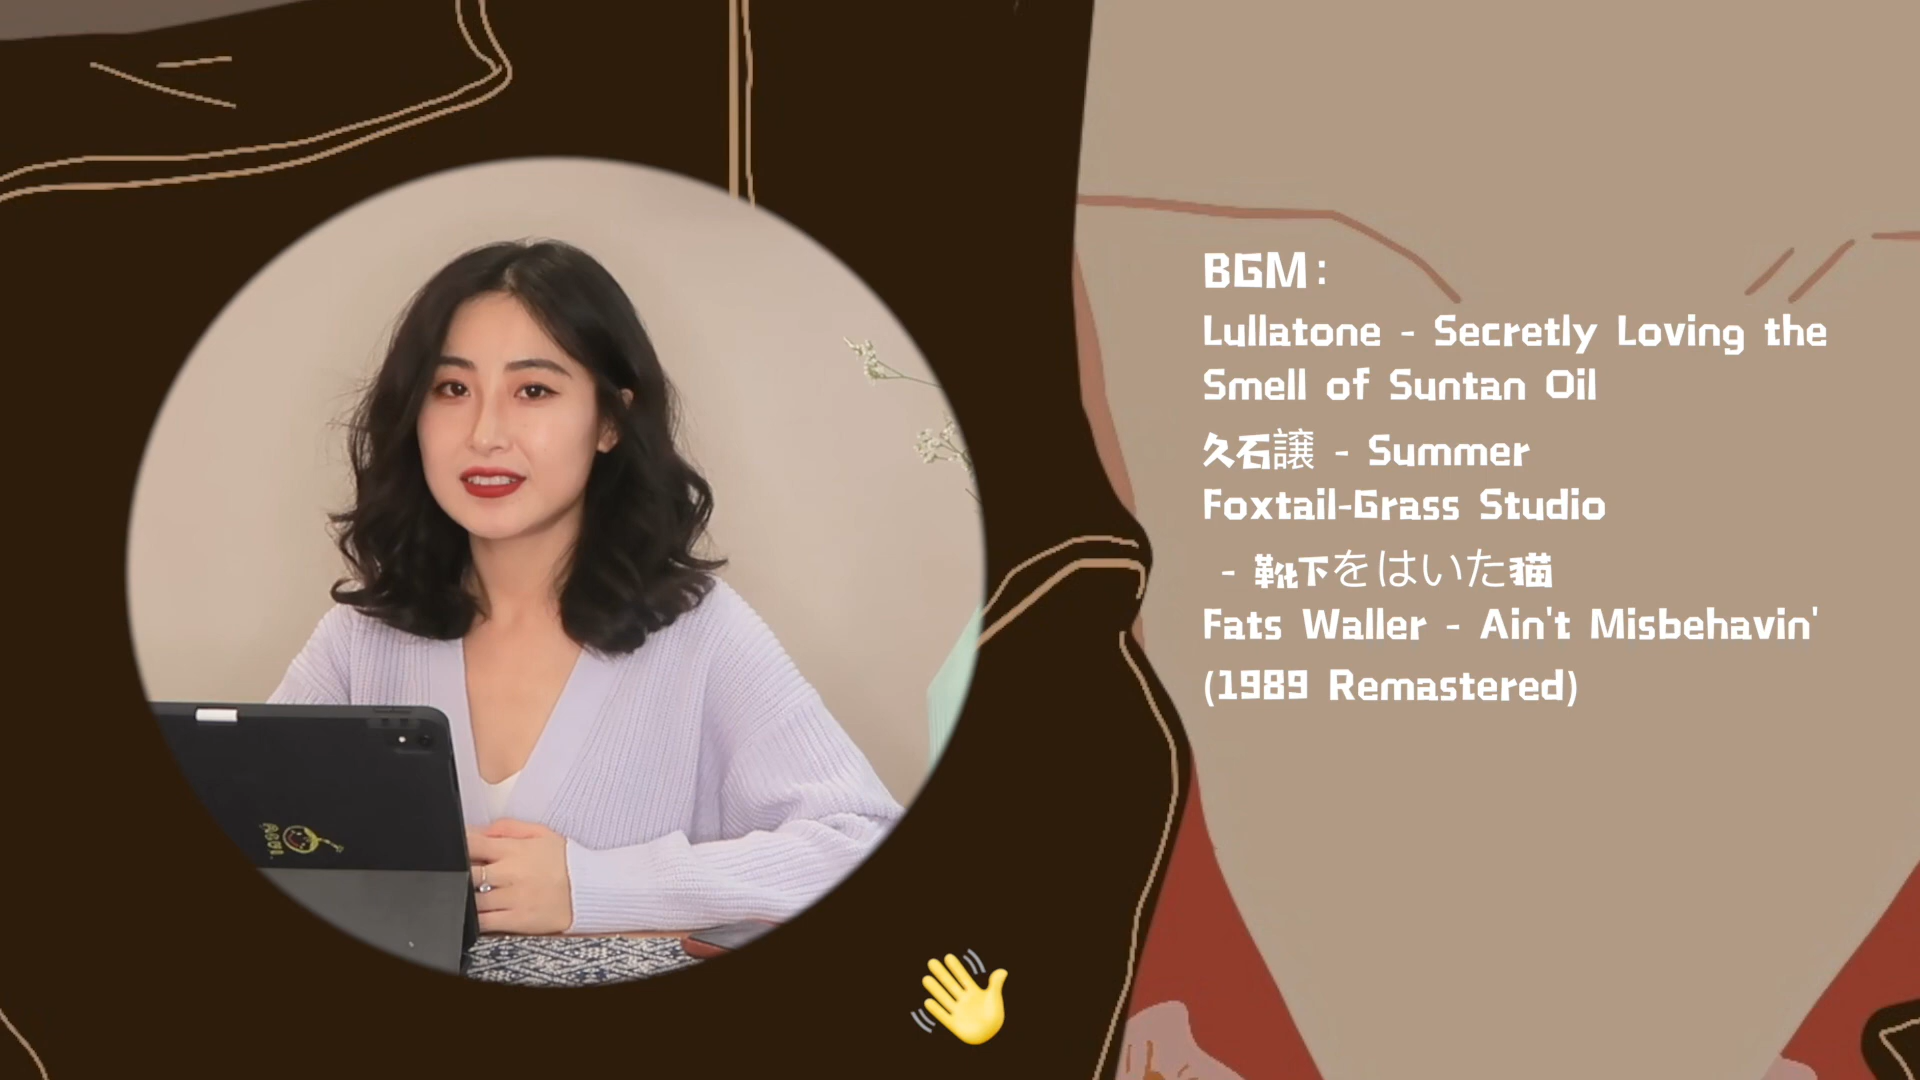 BGM:
Lullatone - Secretly Loving the
Smell of Suntan Oil
久石譲 - Summer
Foxtail-Grass Studio
- 靴下をはいた猫
Fats Waller - Ain't Misbehavin'
(1989 Remastered)